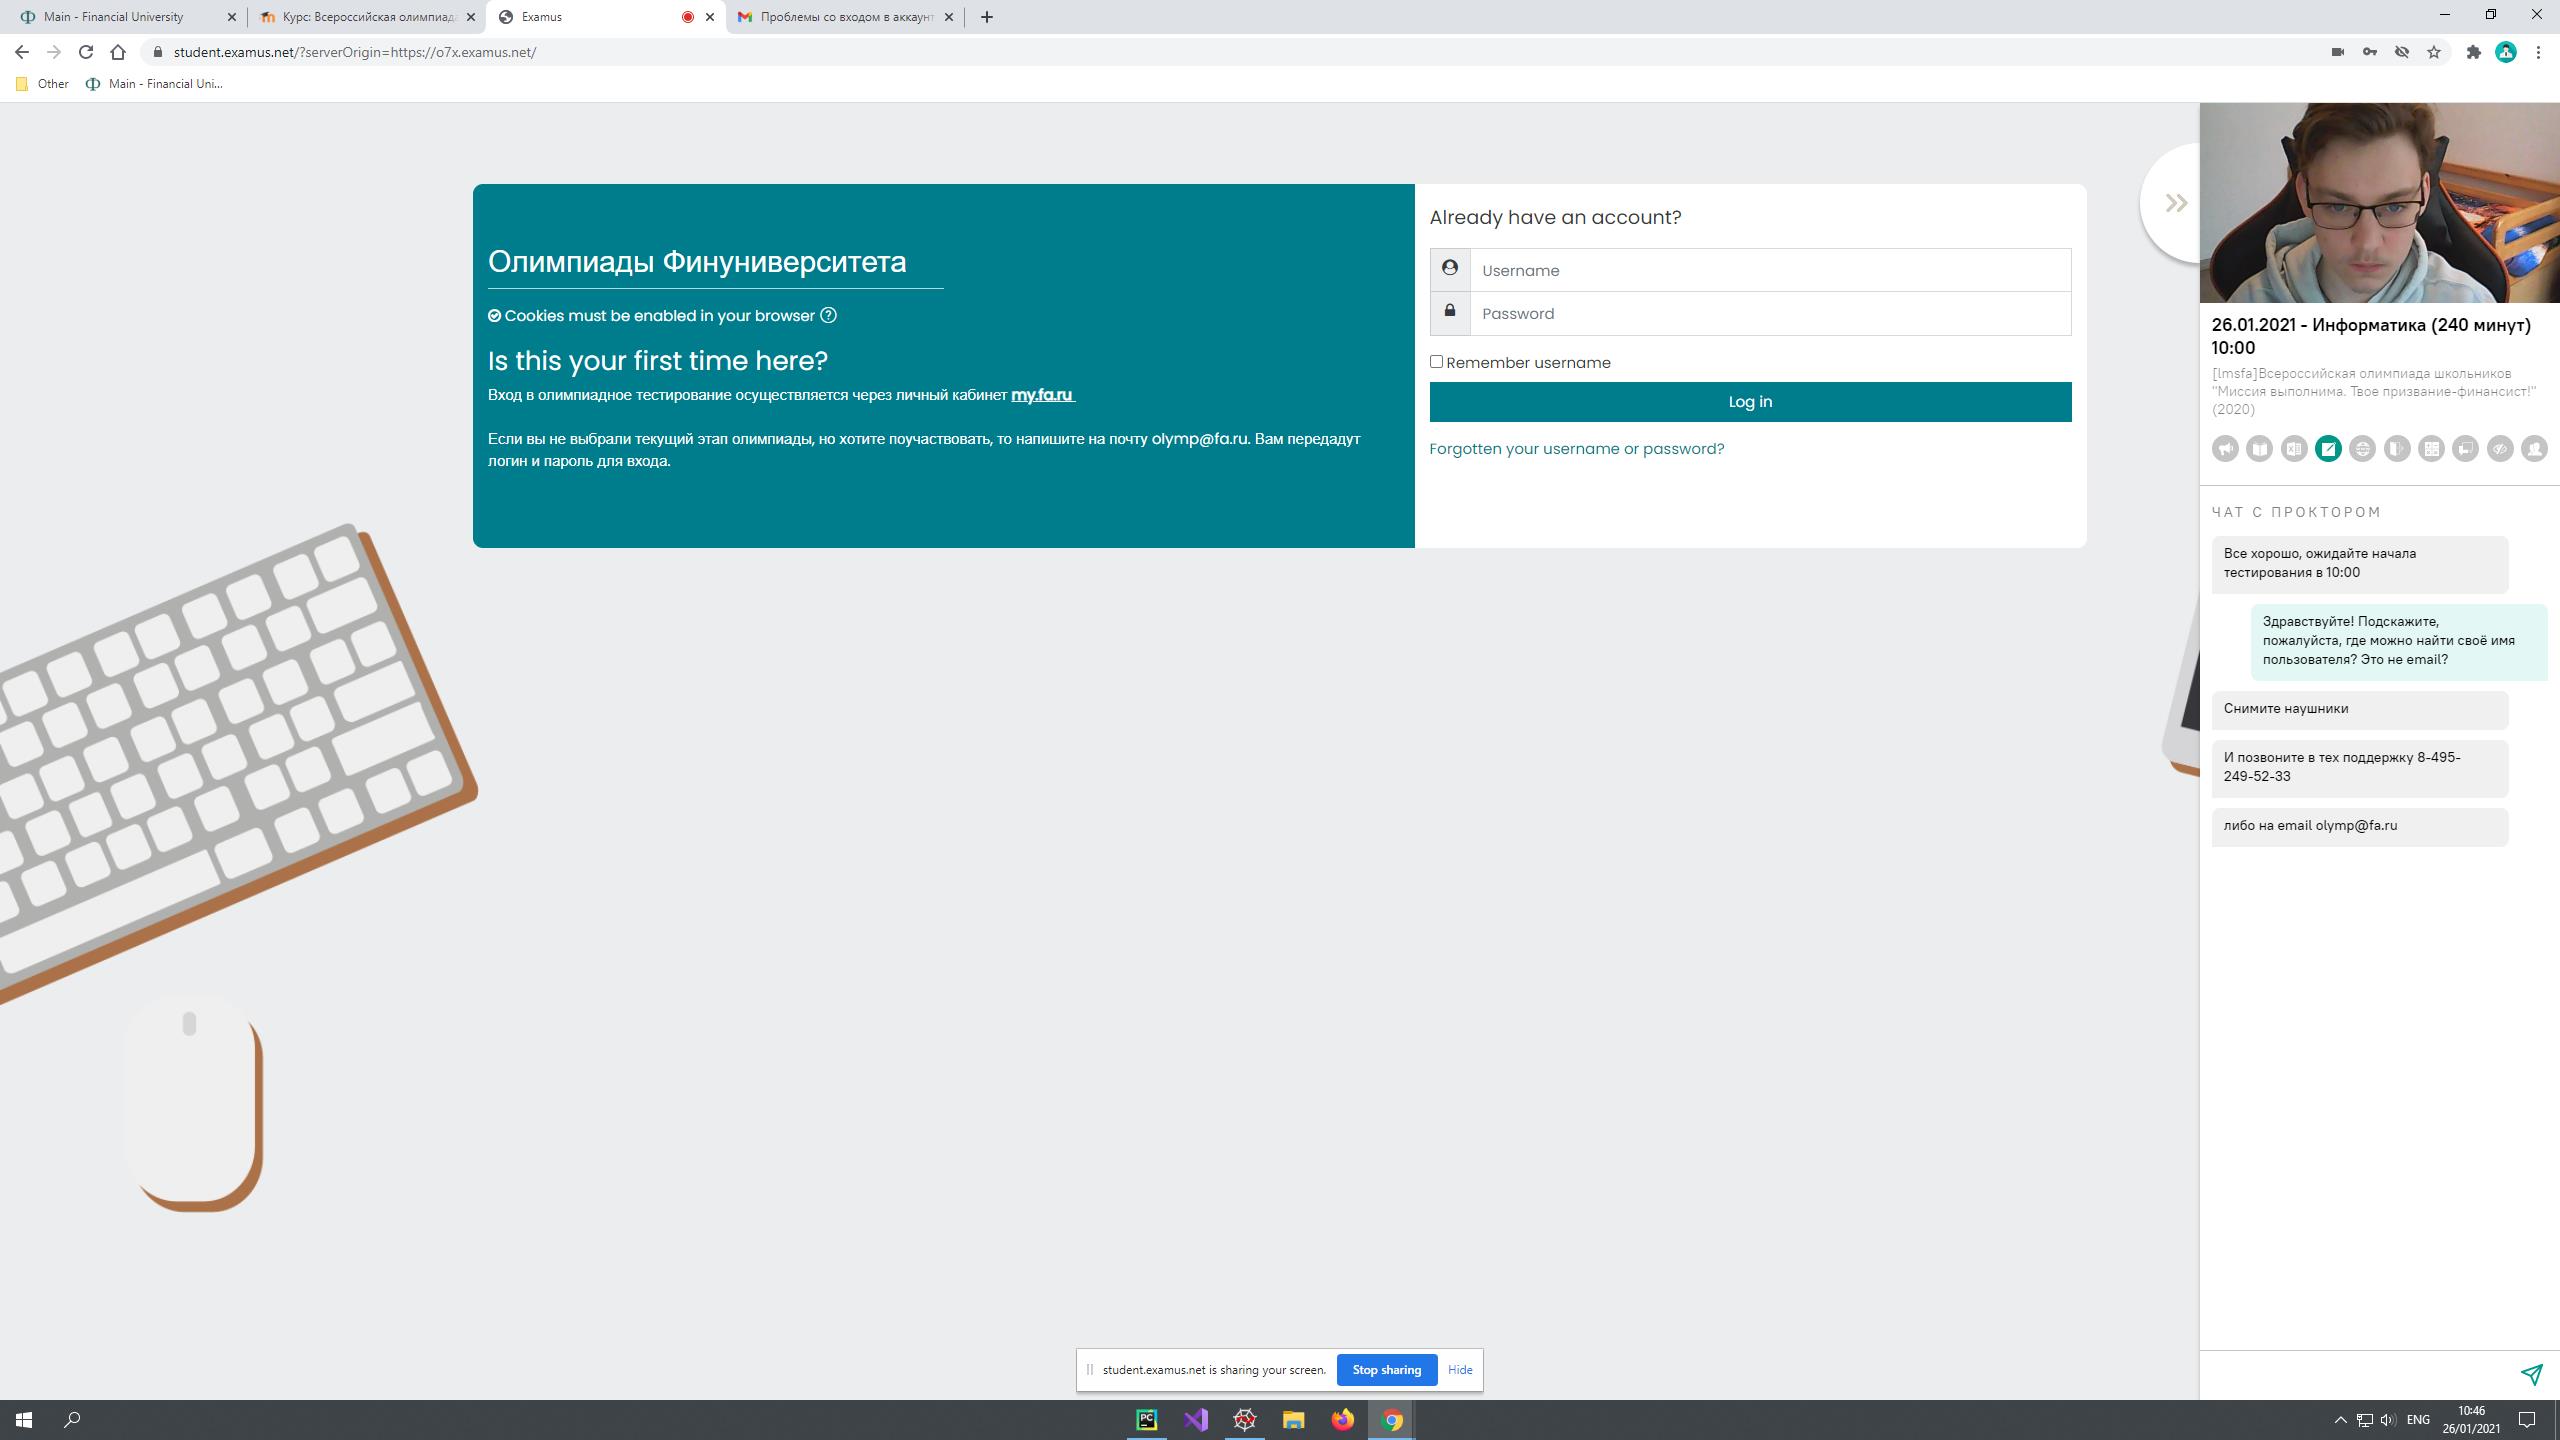 Main - Financial University
Курс: Всероссийская олимпиада
Examus
Проблемы со входом в аккаунт
student.examus.net/?serverOrigin=https://o7x.examus.net/
Other
Main - Financial Uni...
Олимпиады Финуниверситета
Cookies must be enabled in your browser
Is this your first time here?
Вход в олимпиадное тестирование осуществляется через личный кабинет my.fa.ru
Если вы не выбрали текущий этап олимпиады, но хотите поучаствовать, то напишите на почту olymp@fa.ru. Вам передадут
логин и пароль для входа.
Already have an account?
Username
Password
Remember username
Log in
Forgotten your username or password?
26.01.2021 - Информатика (240 минут)
10:00
[lmsfa]Всероссийская олимпиада школьников
"Миссия выполнима. Твое призвание-финансист!"
(2020)
ЧАТ С ПРОКТОРОМ
Все хорошо, ожидайте начала
тестирования в 10:00
Здравствуйте! Подскажите,
пожалуйста, где можно найти своё имя
пользователя? Это не email?
Снимите наушники
И позвоните в тех поддержку 8-495-
249-52-33
либо на email olymp@fa.ru
student.examus.net is sharing your screen.
Stop sharing
Hide
PC
ENG
10:46
26/01/2021